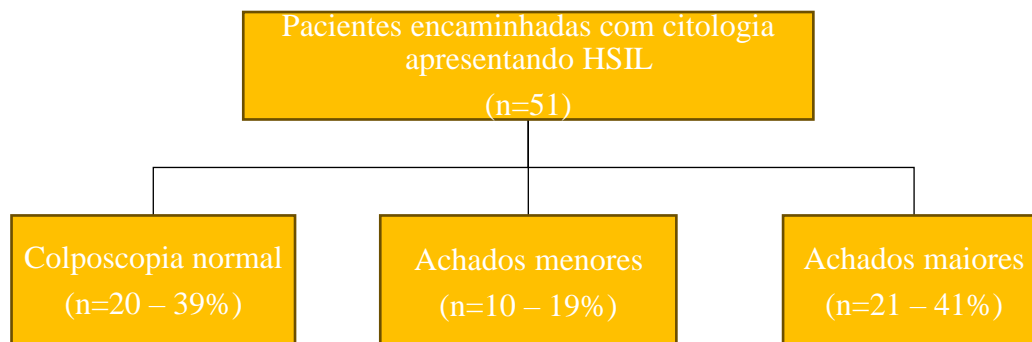 Pacientes encaminhadas com citologia
apresentando HSIL
(n=51)
Colposcopia normal
(n=20 – 39%)
Achados menores
(n=10 – 19%)
Achados maiores
(n=21 – 41%)